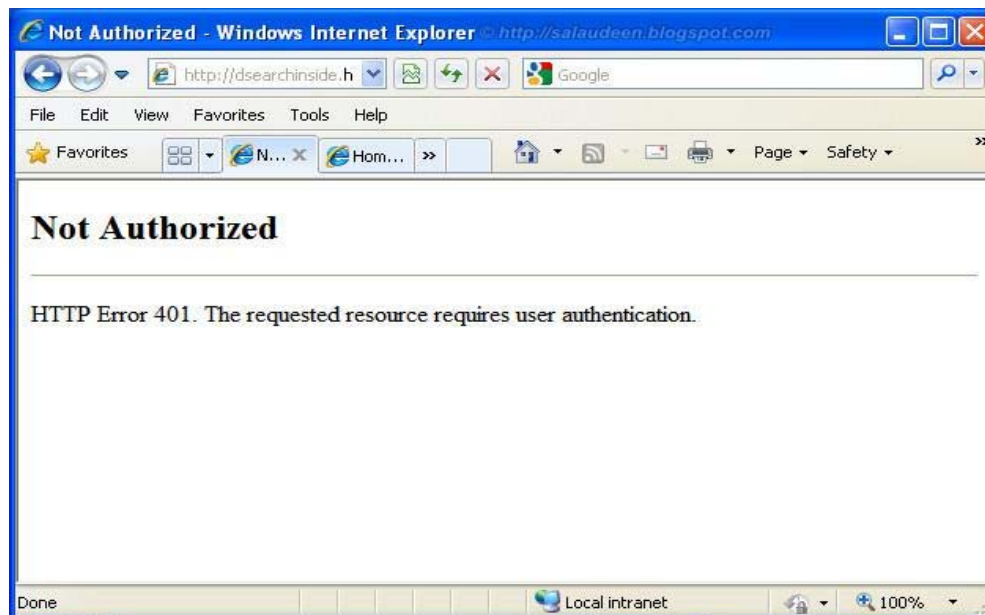 Not Authorized - Windows Internet Explorer © http://salaudeen.blogspot.com
http://dsearchinside.h Google
File Edit View Favorites Tools Help
Favorites N... Hom... » Page Safety »
Not Authorized
HTTP Error 401. The requested resource requires user authentication.
Done Local intranet 100%